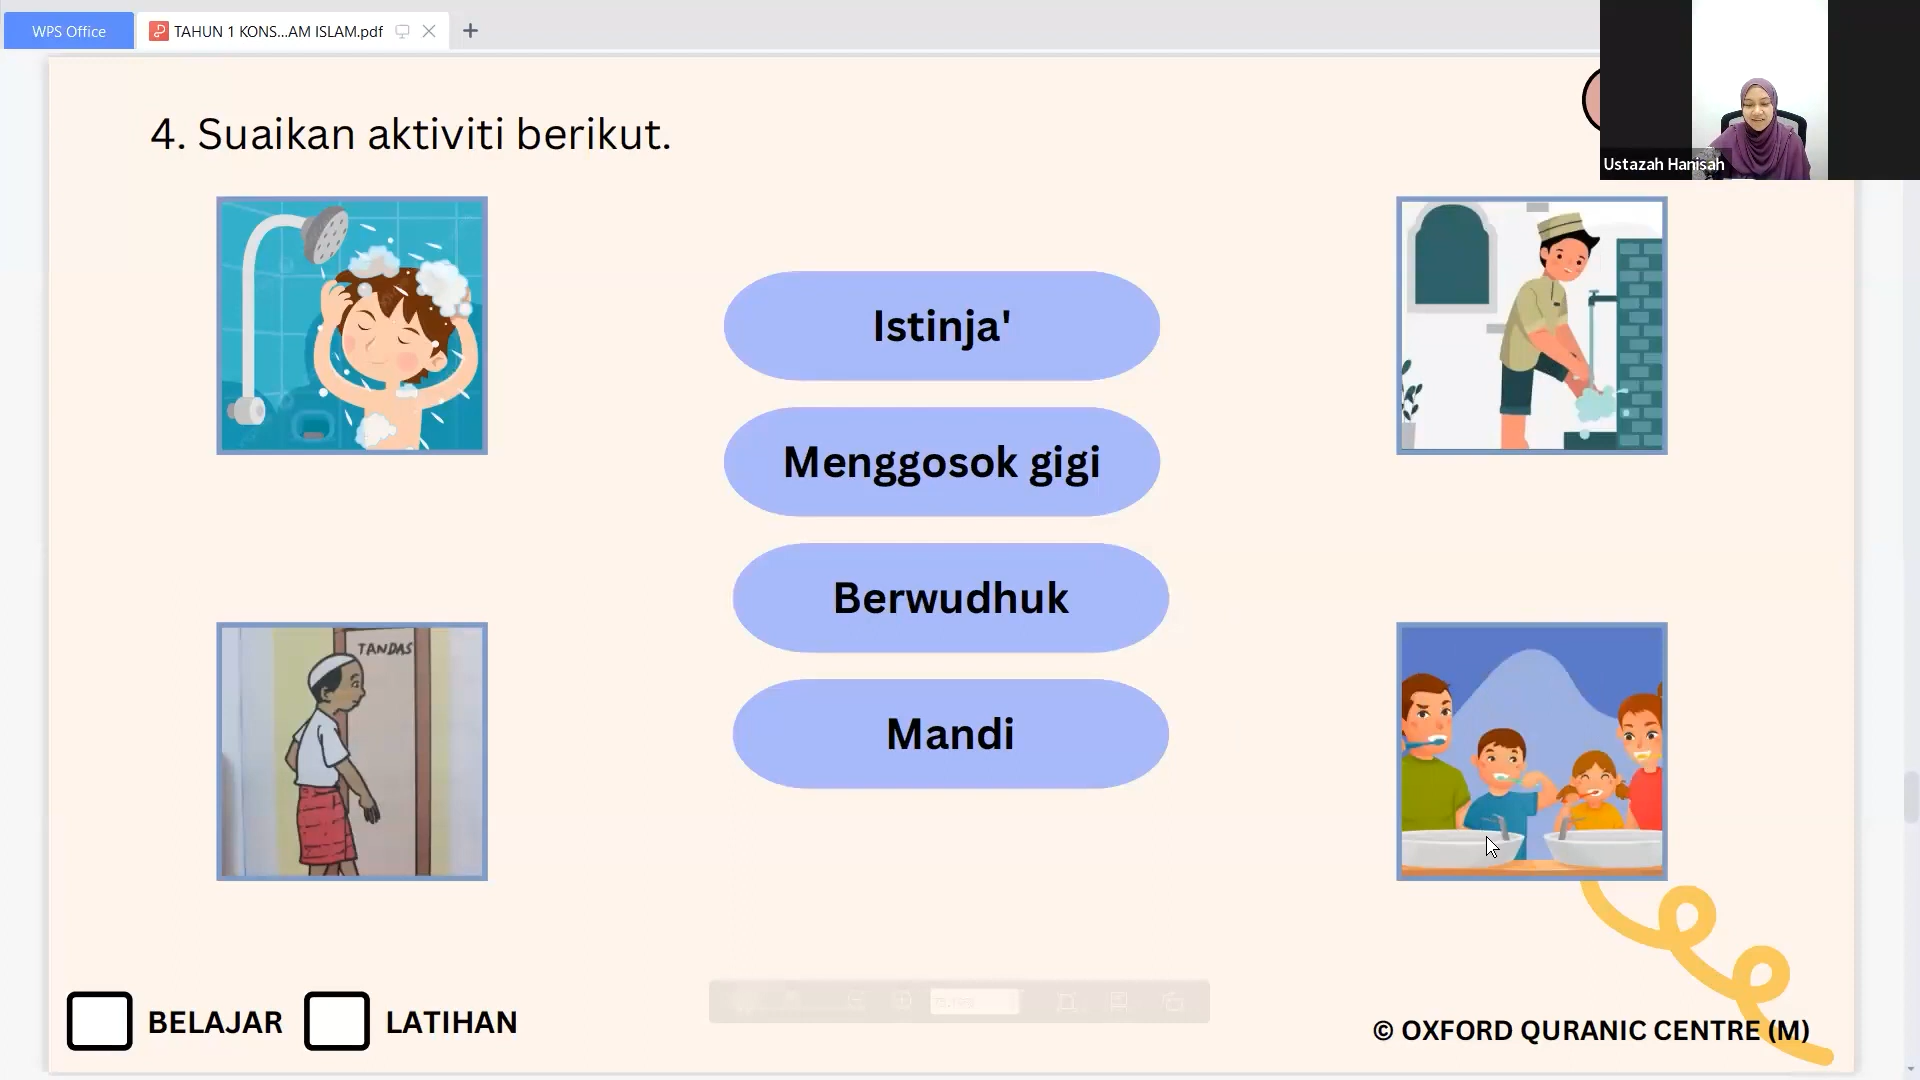 WPS Office
TAHUN 1 KONS...AM ISLAM.pdf
Ustazah Hanisah
4. Suaikan aktiviti berikut.
Istinja'
Menggosok gigi
Berwudhuk
Mandi
TANDAS
BELAJAR
LATIHAN
© OXFORD QURANIC CENTRE (M)